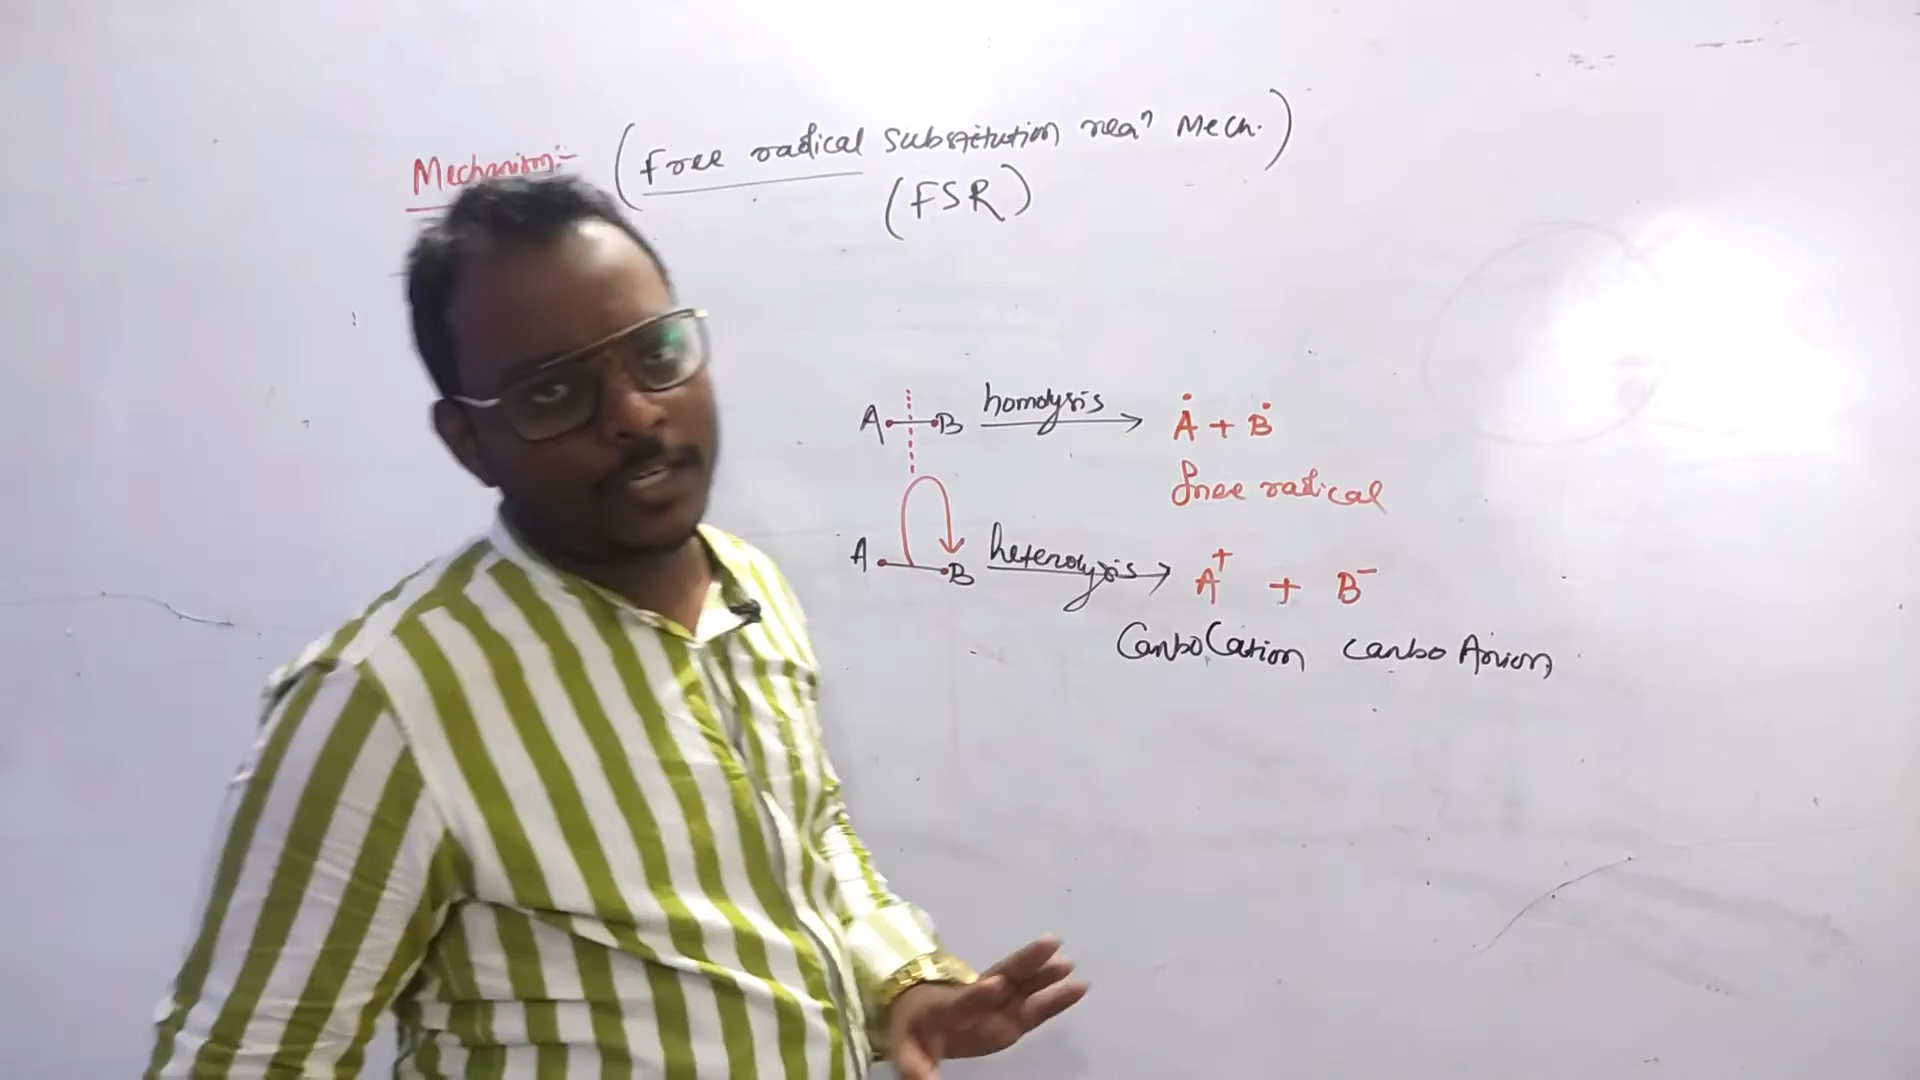 Mechanism:- (Free radical substitution reaⁿ Mech.)
(FSR)
A B homolysis Ȧ + Ḃ
free radical
A B heterolysis A⁺ + B⁻
CarboCation carbo Anion